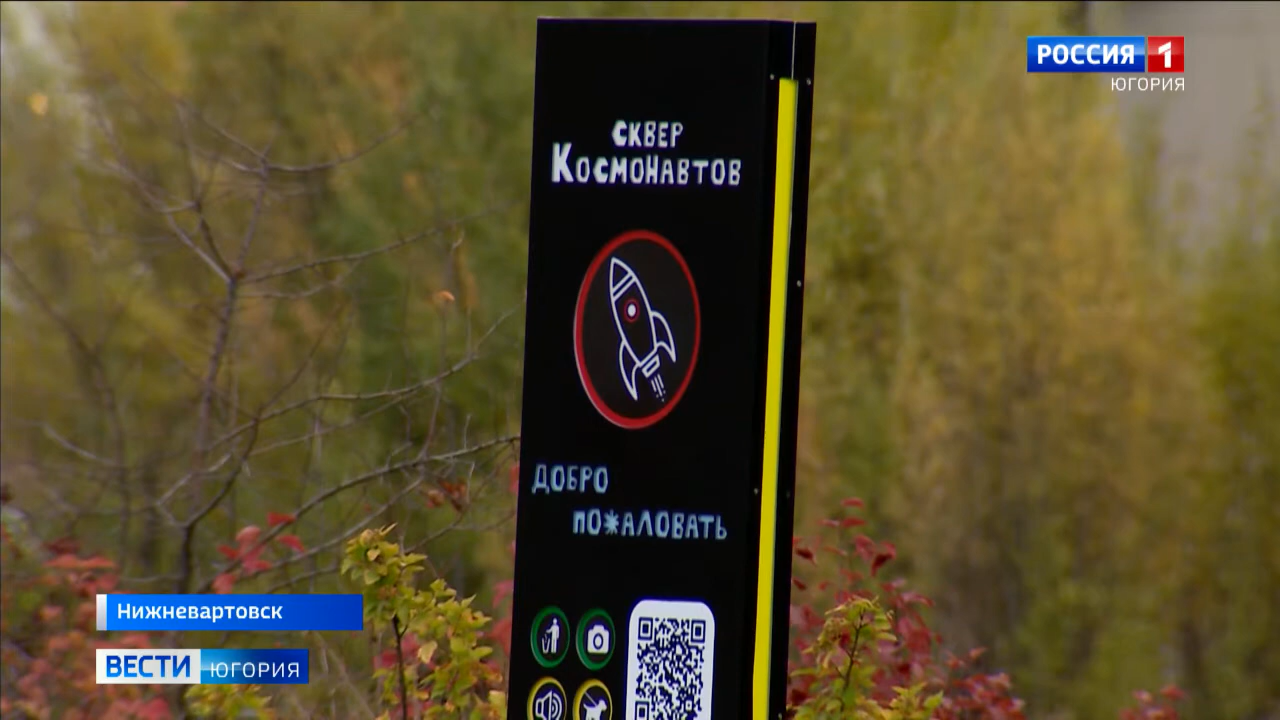 РОССИЯ 1
ЮГОРИЯ
СКВЕР
КОСМОНАВТОВ
ДОБРО
ПОЖАЛОВАТЬ
Нижневартовск
ВЕСТИ ЮГОРИЯ